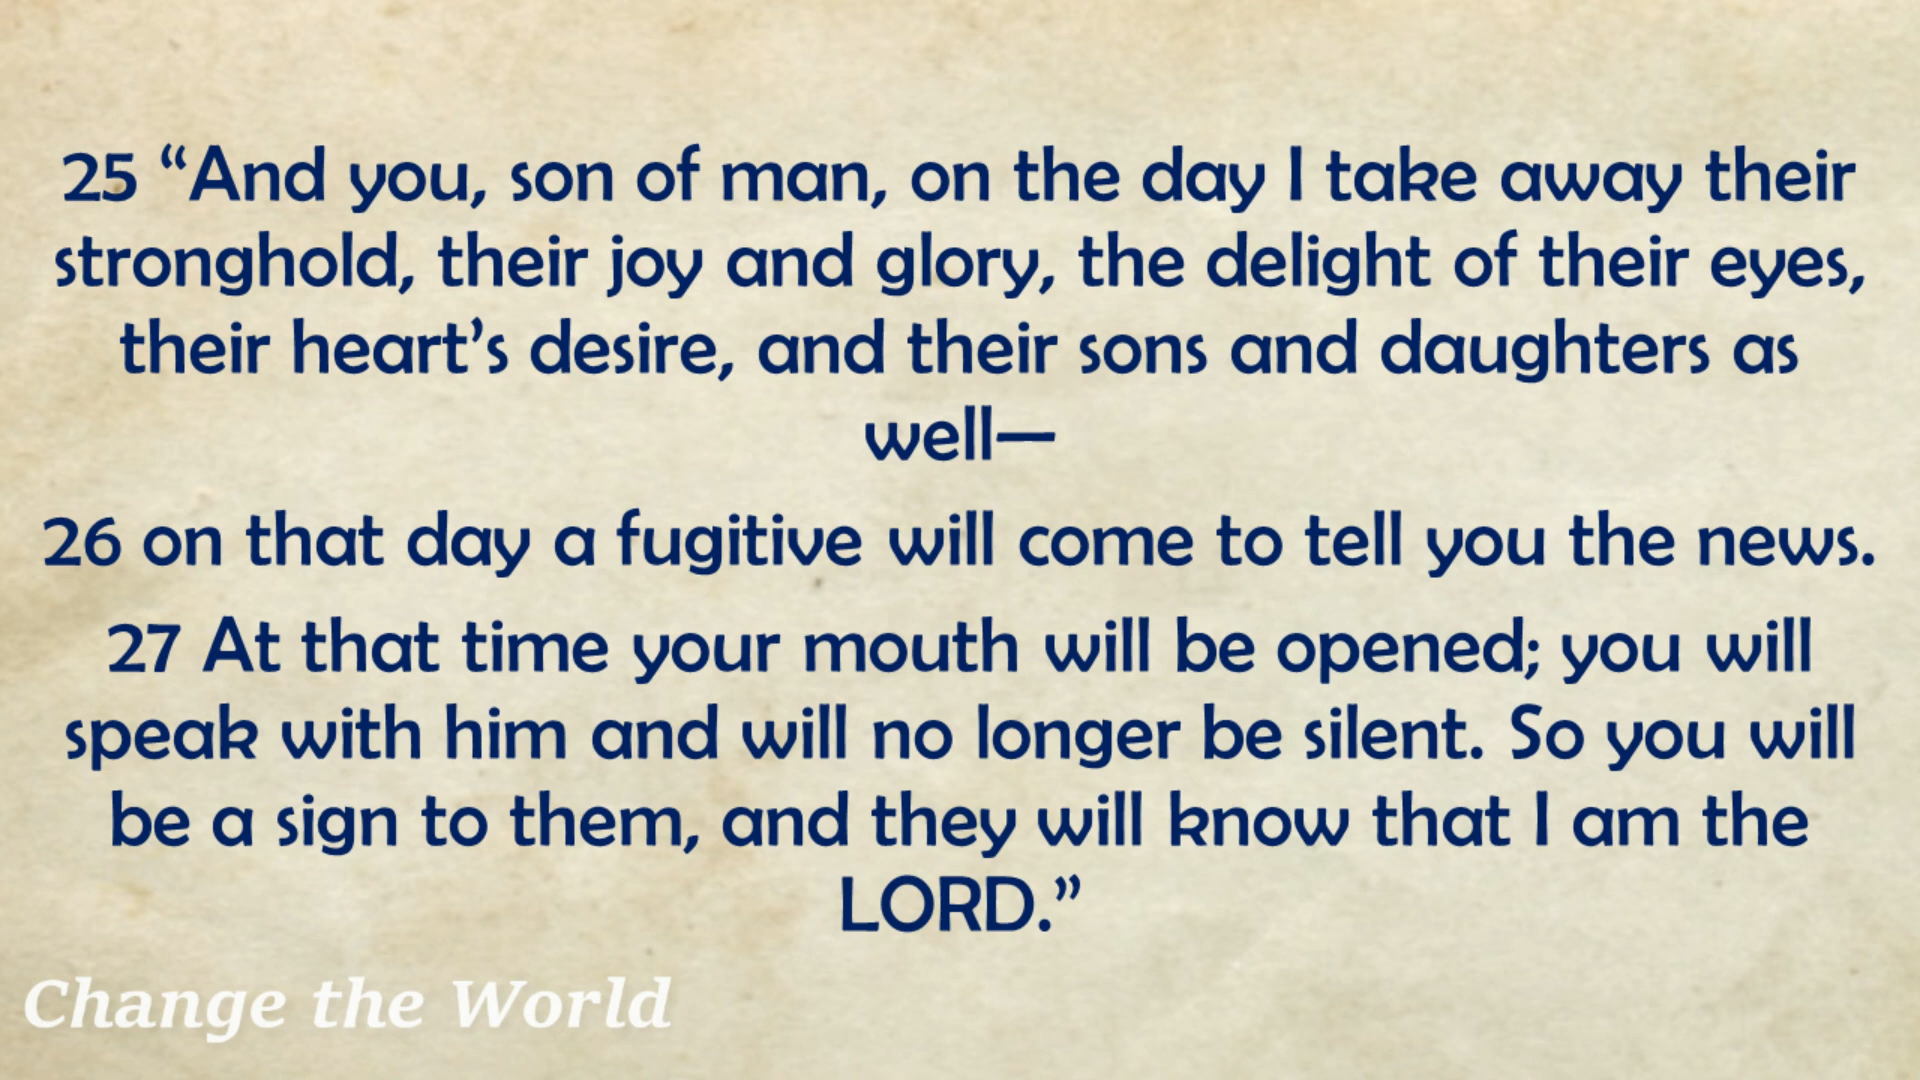 25 “And you, son of man, on the day I take away their
stronghold, their joy and glory, the delight of their eyes,
their heart’s desire, and their sons and daughters as
well—
26 on that day a fugitive will come to tell you the news.
27 At that time your mouth will be opened; you will
speak with him and will no longer be silent. So you will
be a sign to them, and they will know that I am the
LORD.”
Change the World